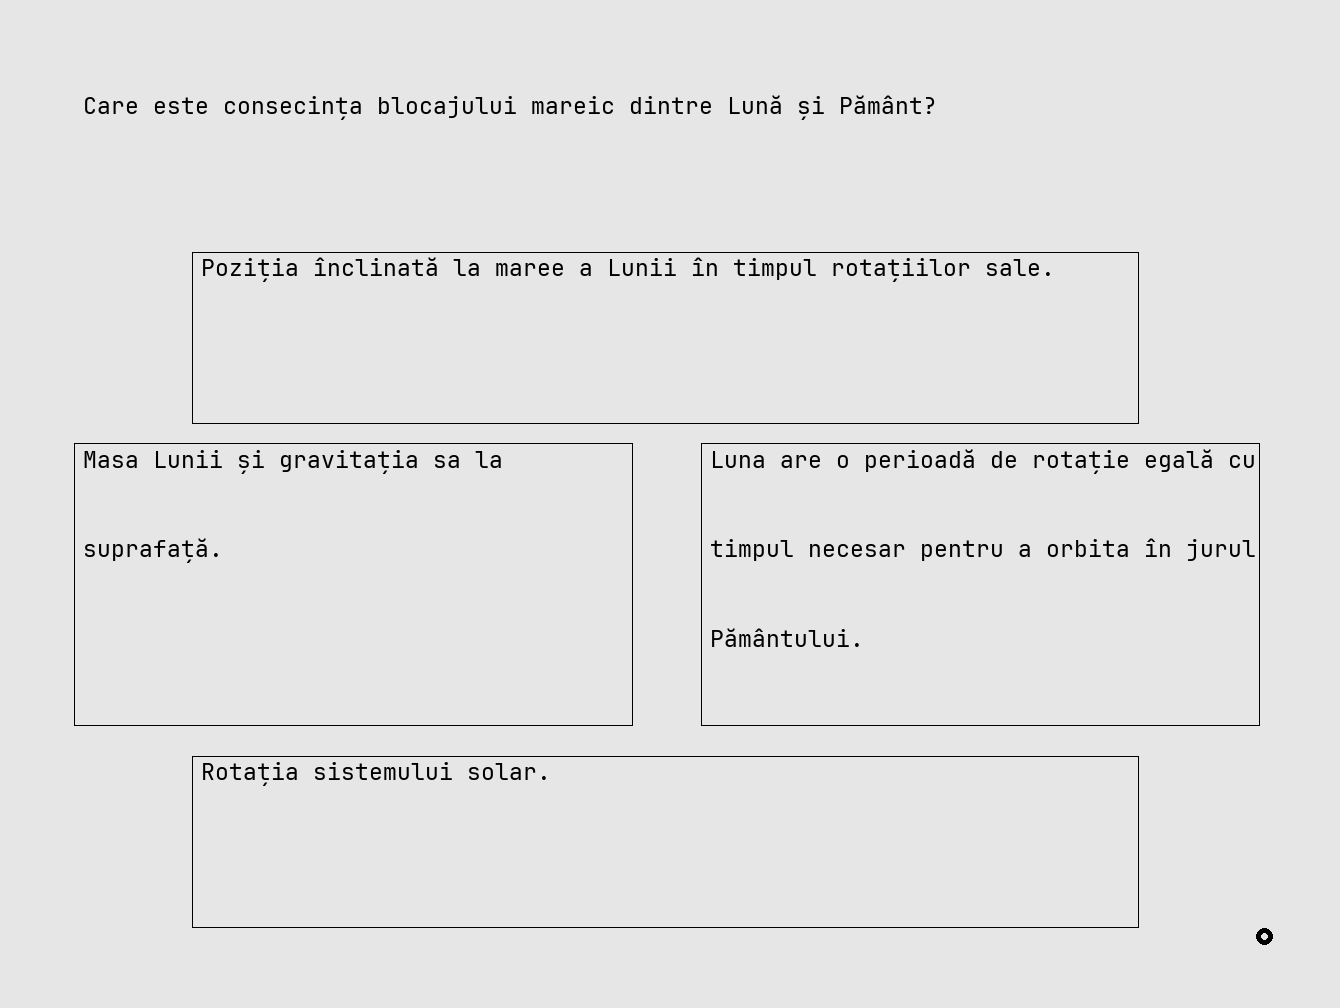 Care este consecința blocajului mareic dintre Lună și Pământ?
Poziția înclinată la maree a Lunii în timpul rotațiilor sale.
Masa Lunii și gravitația sa la
suprafață.
Luna are o perioadă de rotație egală cu
timpul necesar pentru a orbita în jurul
Pământului.
Rotația sistemului solar.